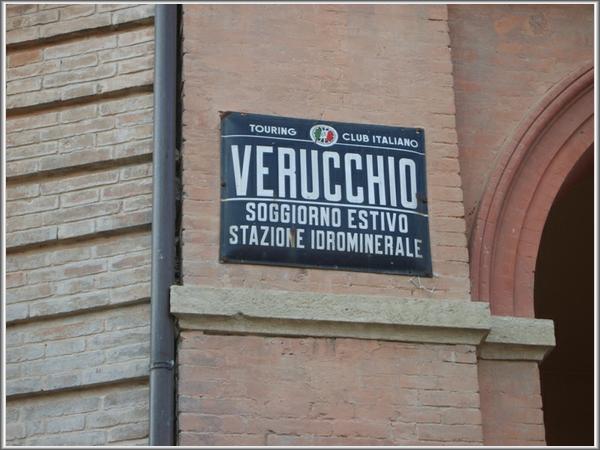 TOURING CLUB ITALIANO
VERUCCHIO
SOGGIORNO ESTIVO
STAZIONE IDROMINERALE